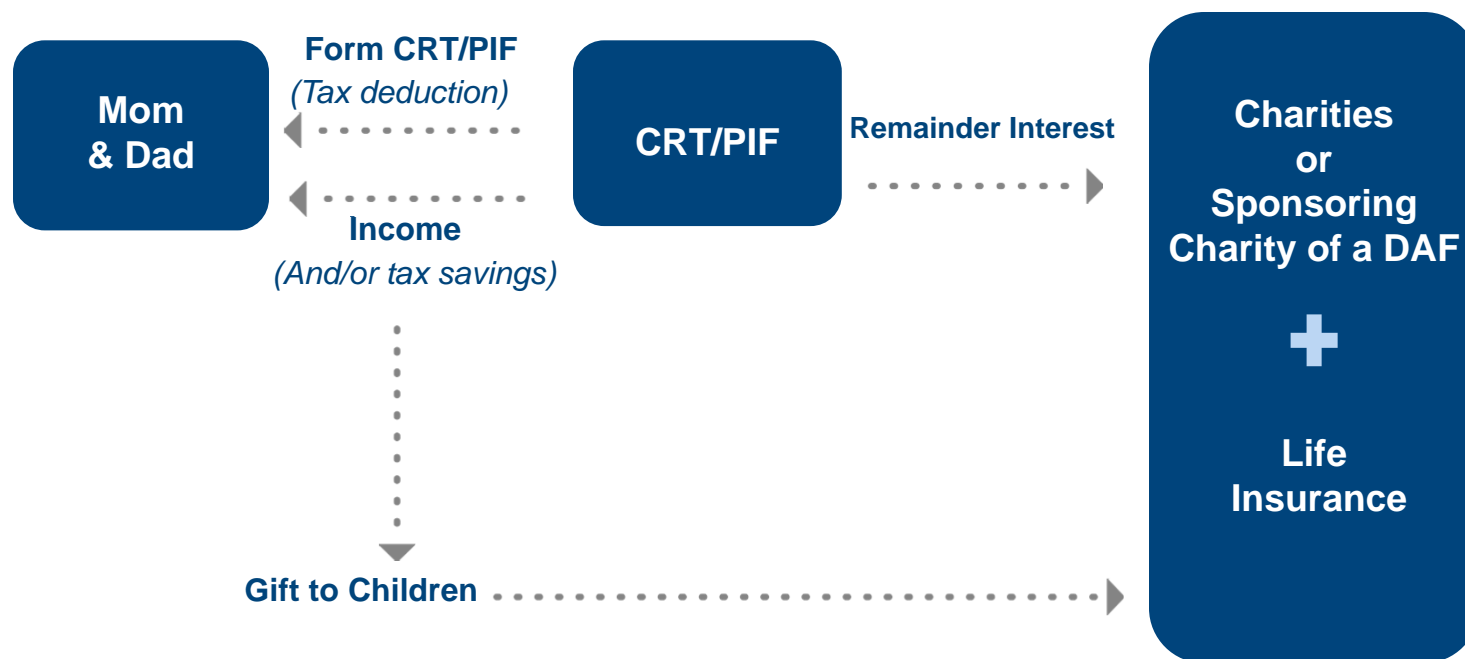 Mom
& Dad
Form CRT/PIF
(Tax deduction)
Income
(And/or tax savings)
CRT/PIF
Remainder Interest
Charities
or
Sponsoring
Charity of a DAF
Life
Insurance
Gift to Children